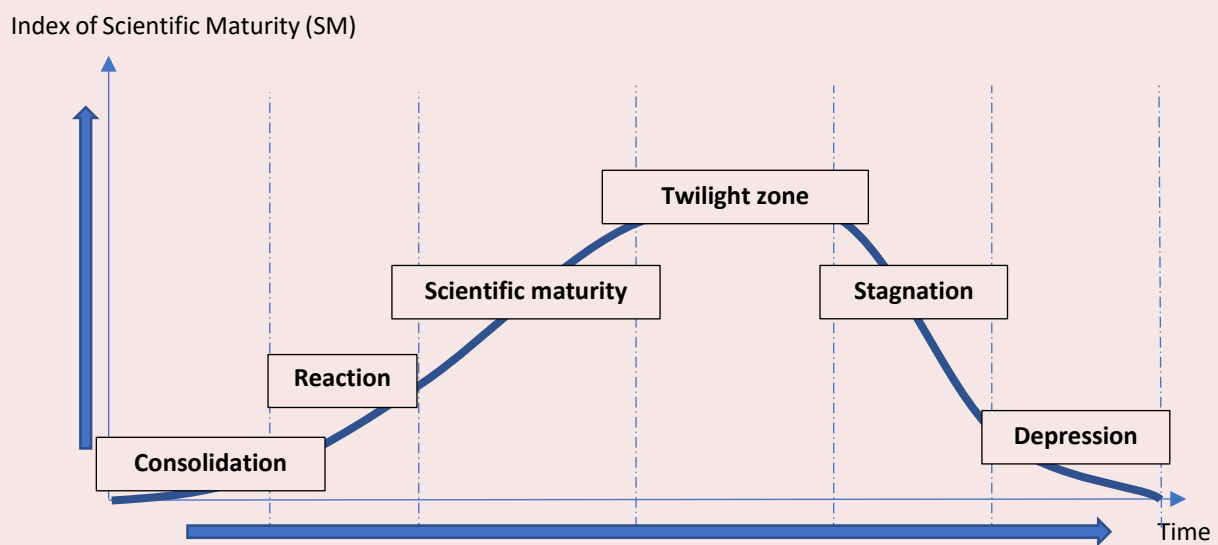 Index of Scientific Maturity (SM)
Twilight zone
Scientific maturity
Stagnation
Reaction
Depression
Consolidation
Time